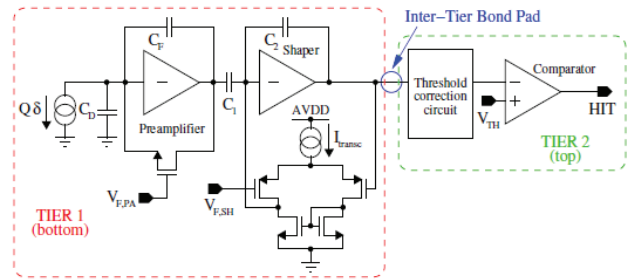 Inter-Tier Bond Pad
C_F
C_2
Shaper
Qδ
C_D
Preamplifier
C_1
AVDD
I_transc
V_F,PA
V_F,SH
TIER 1
(bottom)
Threshold
correction
circuit
Comparator
V_TH
HIT
TIER 2
(top)